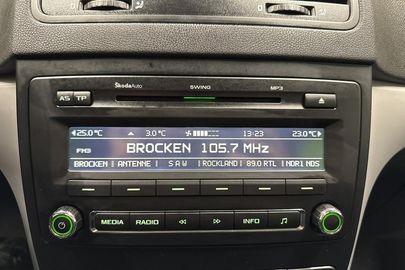 ŠkodaAuto SWING MP3
AS TP
25.0°C 3.0°C 13:23 23.0°C
FM3 BROCKEN 105.7 MHz
BROCKEN ANTENNE S A W ROCKLAND 89.0 RTL NDR1 NDS
MEDIA RADIO INFO